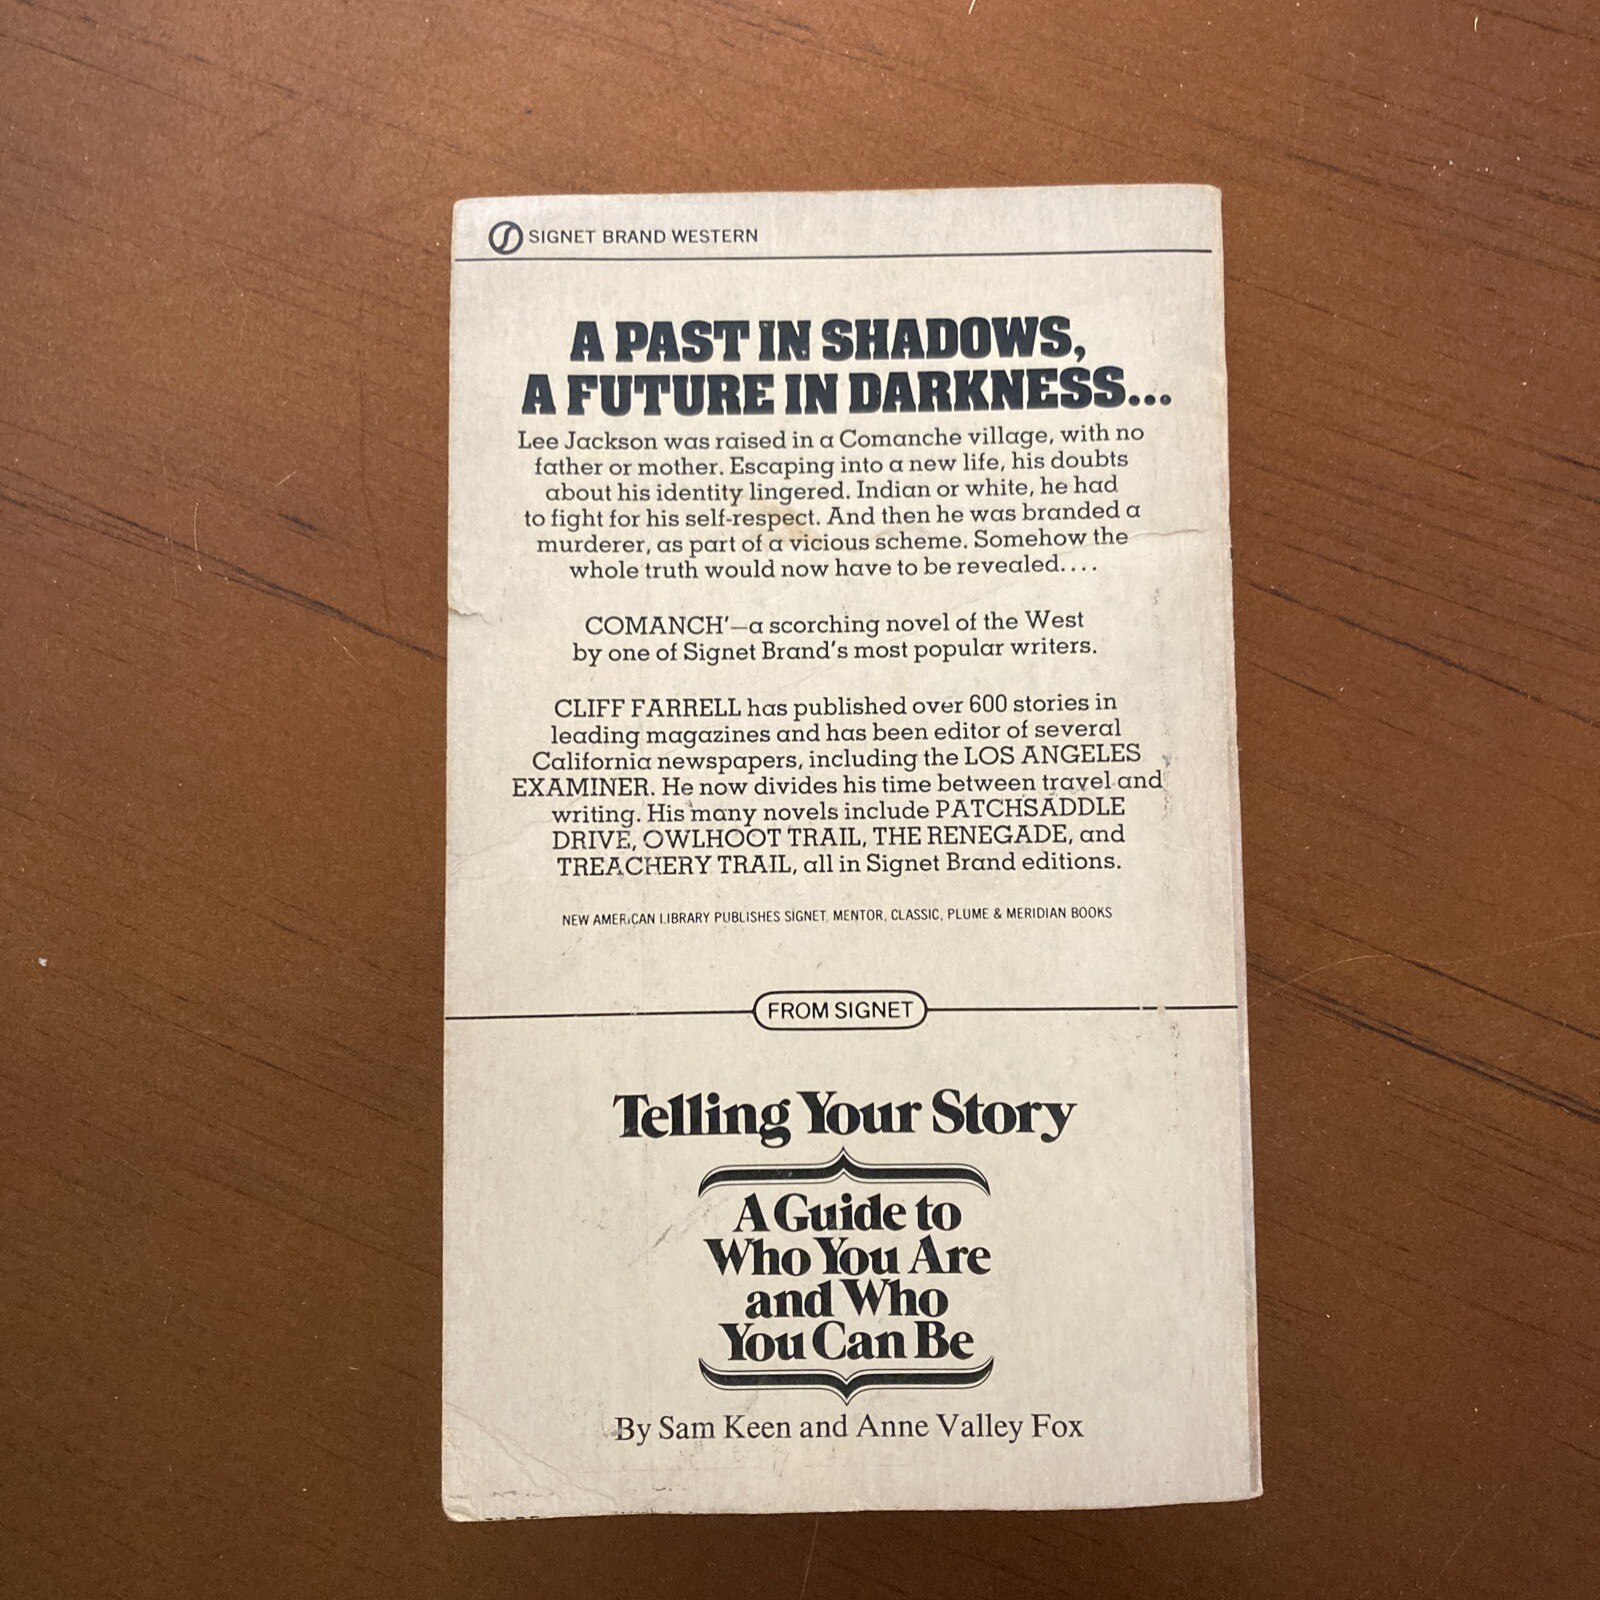 SIGNET BRAND WESTERN
A PAST IN SHADOWS,
A FUTURE IN DARKNESS...
Lee Jackson was raised in a Comanche village, with no
father or mother. Escaping into a new life, his doubts
about his identity lingered. Indian or white, he had
to fight for his self-respect. And then he was branded a
murderer, as part of a vicious scheme. Somehow the
whole truth would now have to be revealed....
COMANCH'—a scorching novel of the West
by one of Signet Brand's most popular writers.
CLIFF FARRELL has published over 600 stories in
leading magazines and has been editor of several
California newspapers, including the LOS ANGELES
EXAMINER. He now divides his time between travel and
writing. His many novels include PATCHSADDLE
DRIVE, OWLHOOT TRAIL, THE RENEGADE, and
TREACHERY TRAIL, all in Signet Brand editions.
NEW AMERICAN LIBRARY PUBLISHES SIGNET, MENTOR, CLASSIC, PLUME & MERIDIAN BOOKS
FROM SIGNET
Telling Your Story
A Guide to
Who You Are
and Who
You Can Be
By Sam Keen and Anne Valley Fox